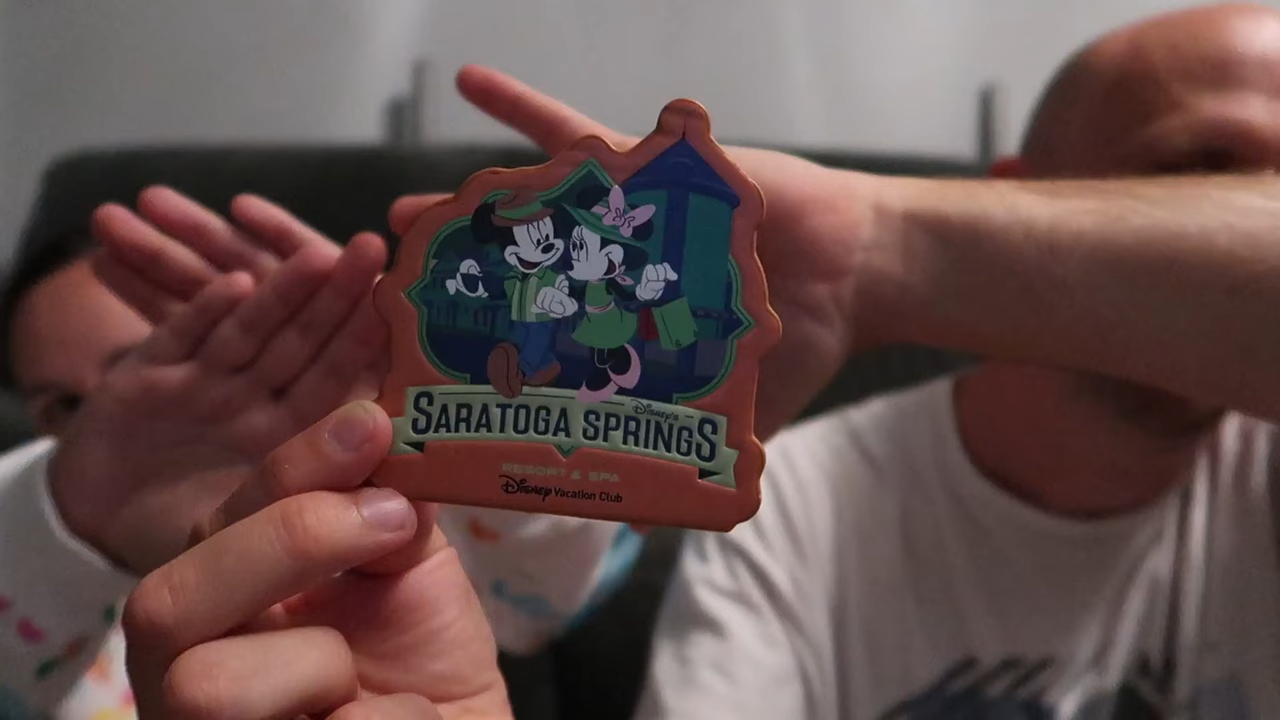 Disney's
SARATOGA SPRINGS
RESORT & SPA
Disney Vacation Club